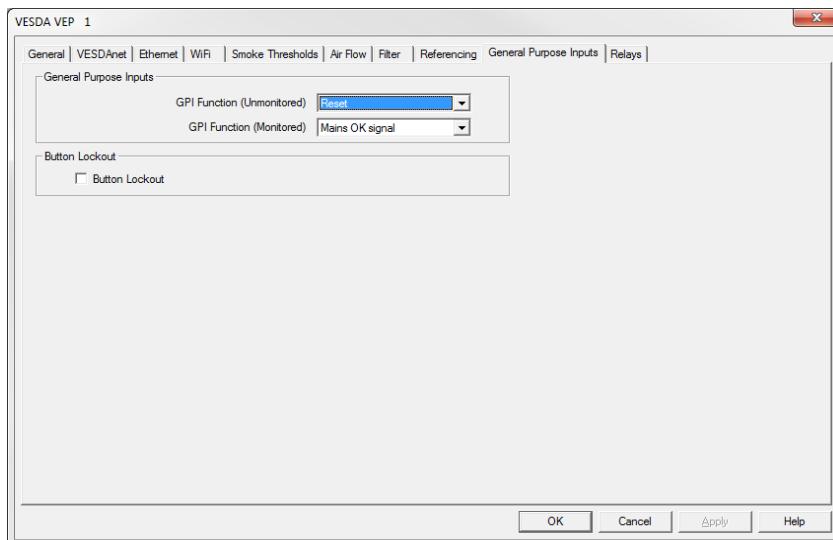 VESDA VEP 1
General VESDAnet Ethernet WiFi Smoke Thresholds Air Flow Filter Referencing General Purpose Inputs Relays
General Purpose Inputs
GPI Function (Unmonitored) Reset
GPI Function (Monitored) Mains OK signal
Button Lockout
Button Lockout
OK Cancel Apply Help